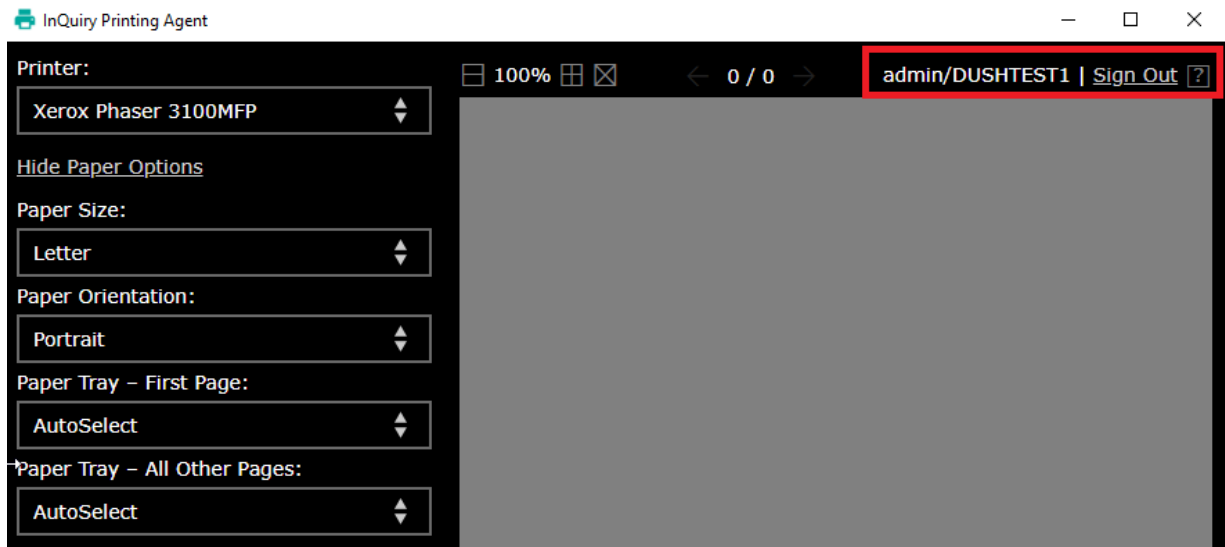 InQuiry Printing Agent
Printer:
Xerox Phaser 3100MFP
Hide Paper Options
Paper Size:
Letter
Paper Orientation:
Portrait
Paper Tray – First Page:
AutoSelect
Paper Tray – All Other Pages:
AutoSelect
100%
0 / 0
admin/DUSHTEST1 | Sign Out ?